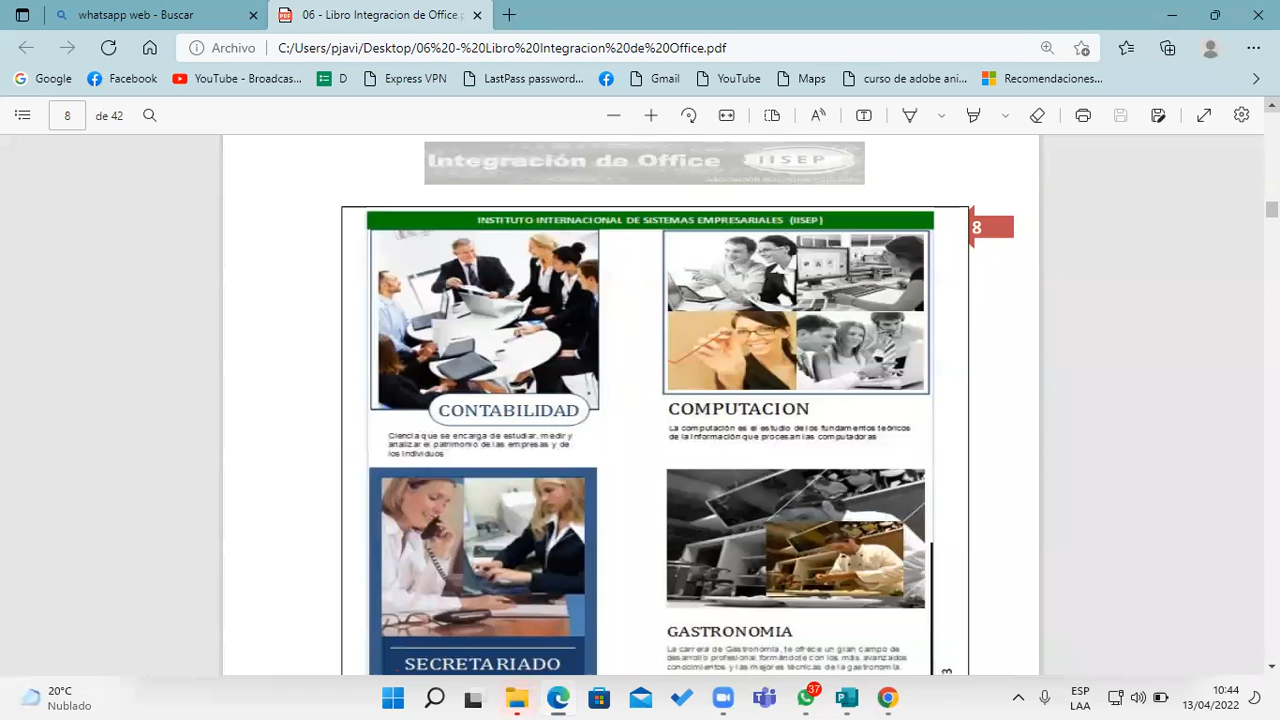 whatsapp web - Buscar
06 - Libro Integracion de Office.p
Archivo
C:/Users/pjavi/Desktop/06%20-%20Libro%20Integracion%20de%20Office.pdf
Google
Facebook
YouTube - Broadcas...
D
Express VPN
LastPass password...
Gmail
YouTube
Maps
curso de adobe ani...
Recomendaciones...
8
de 42
Integración de Office
IISEP
INSTITUTO INTERNACIONAL DE SISTEMAS EMPRESARIALES (IISEP)
8
CONTABILIDAD
Ciencia que se encarga de estudiar, medir y
analizar el patrimonio de las empresas y de
los individuos
COMPUTACION
La computación es el estudio de los fundamentos teóricos
de la información que procesan las computadoras
SECRETARIADO
GASTRONOMIA
La carrera de Gastronomía, te ofrece un gran campo de
desarrollo profesional formándote con los más avanzados
conocimientos y las mejores técnicas de la gastronomía.
3
20°C
Nublado
37
ESP
LAA
10:44
13/04/2022